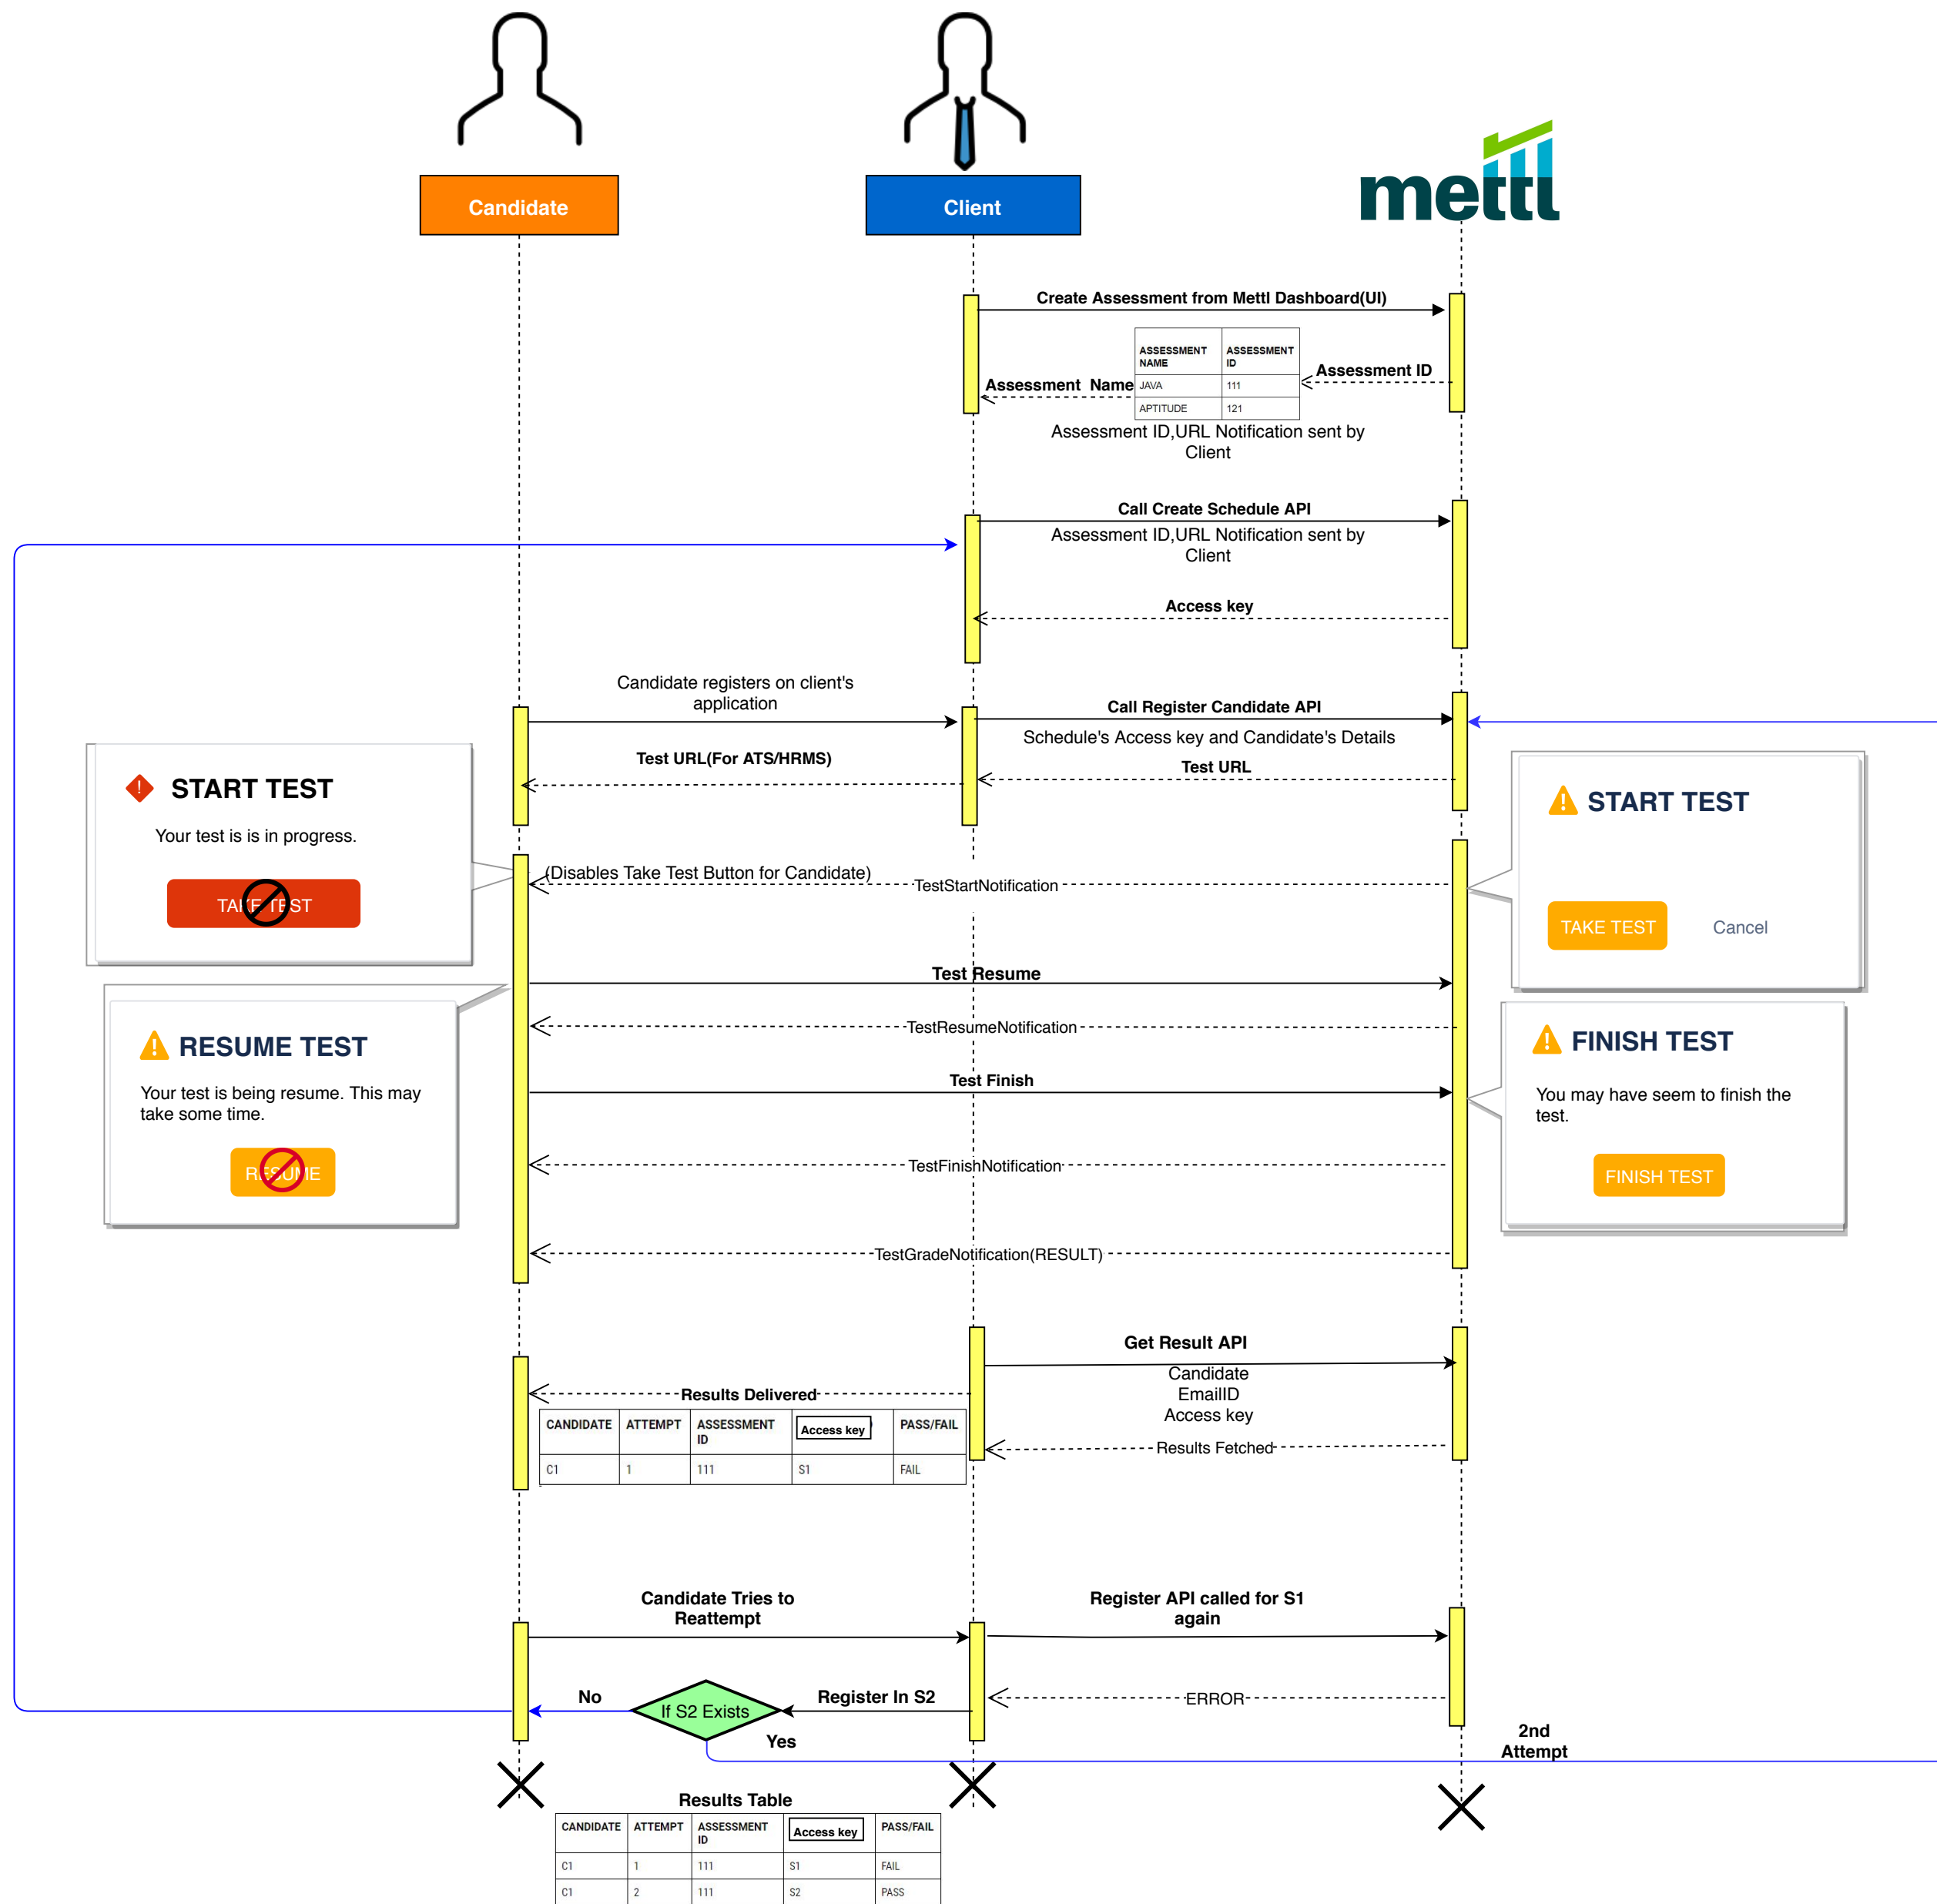 Candidate
Client
mettl
Create Assessment from Mettl Dashboard(UI)
ASSESSMENT NAME
ASSESSMENT ID
JAVA
111
APTITUDE
121
Assessment ID
Assessment  Name
Assessment ID,URL Notification sent by
Client
Call Create Schedule API
Assessment ID,URL Notification sent by
Client
Access key
Candidate registers on client's
application
Call Register Candidate API
Schedule's Access key and Candidate's Details
Test URL(For ATS/HRMS)
Test URL
START TEST
Your test is is in progress.
TAKE TEST
START TEST
TAKE TEST
Cancel
(Disables Take Test Button for Candidate)
TestStartNotification
Test Resume
TestResumeNotification
RESUME TEST
Your test is being resume. This may
take some time.
RESUME
FINISH TEST
You may have seem to finish the
test.
FINISH TEST
Test Finish
TestFinishNotification
TestGradeNotification(RESULT)
Get Result API
Candidate
EmailID
Access key
Results Delivered
Results Fetched
CANDIDATE
ATTEMPT
ASSESSMENT
ID
Access key
PASS/FAIL
C1
1
111
S1
FAIL
Candidate Tries to
Reattempt
Register API called for S1
again
No
If S2 Exists
Register In S2
Yes
ERROR
2nd
Attempt
Results Table
CANDIDATE
ATTEMPT
ASSESSMENT
ID
Access key
PASS/FAIL
C1
1
111
S1
FAIL
C1
2
111
S2
PASS